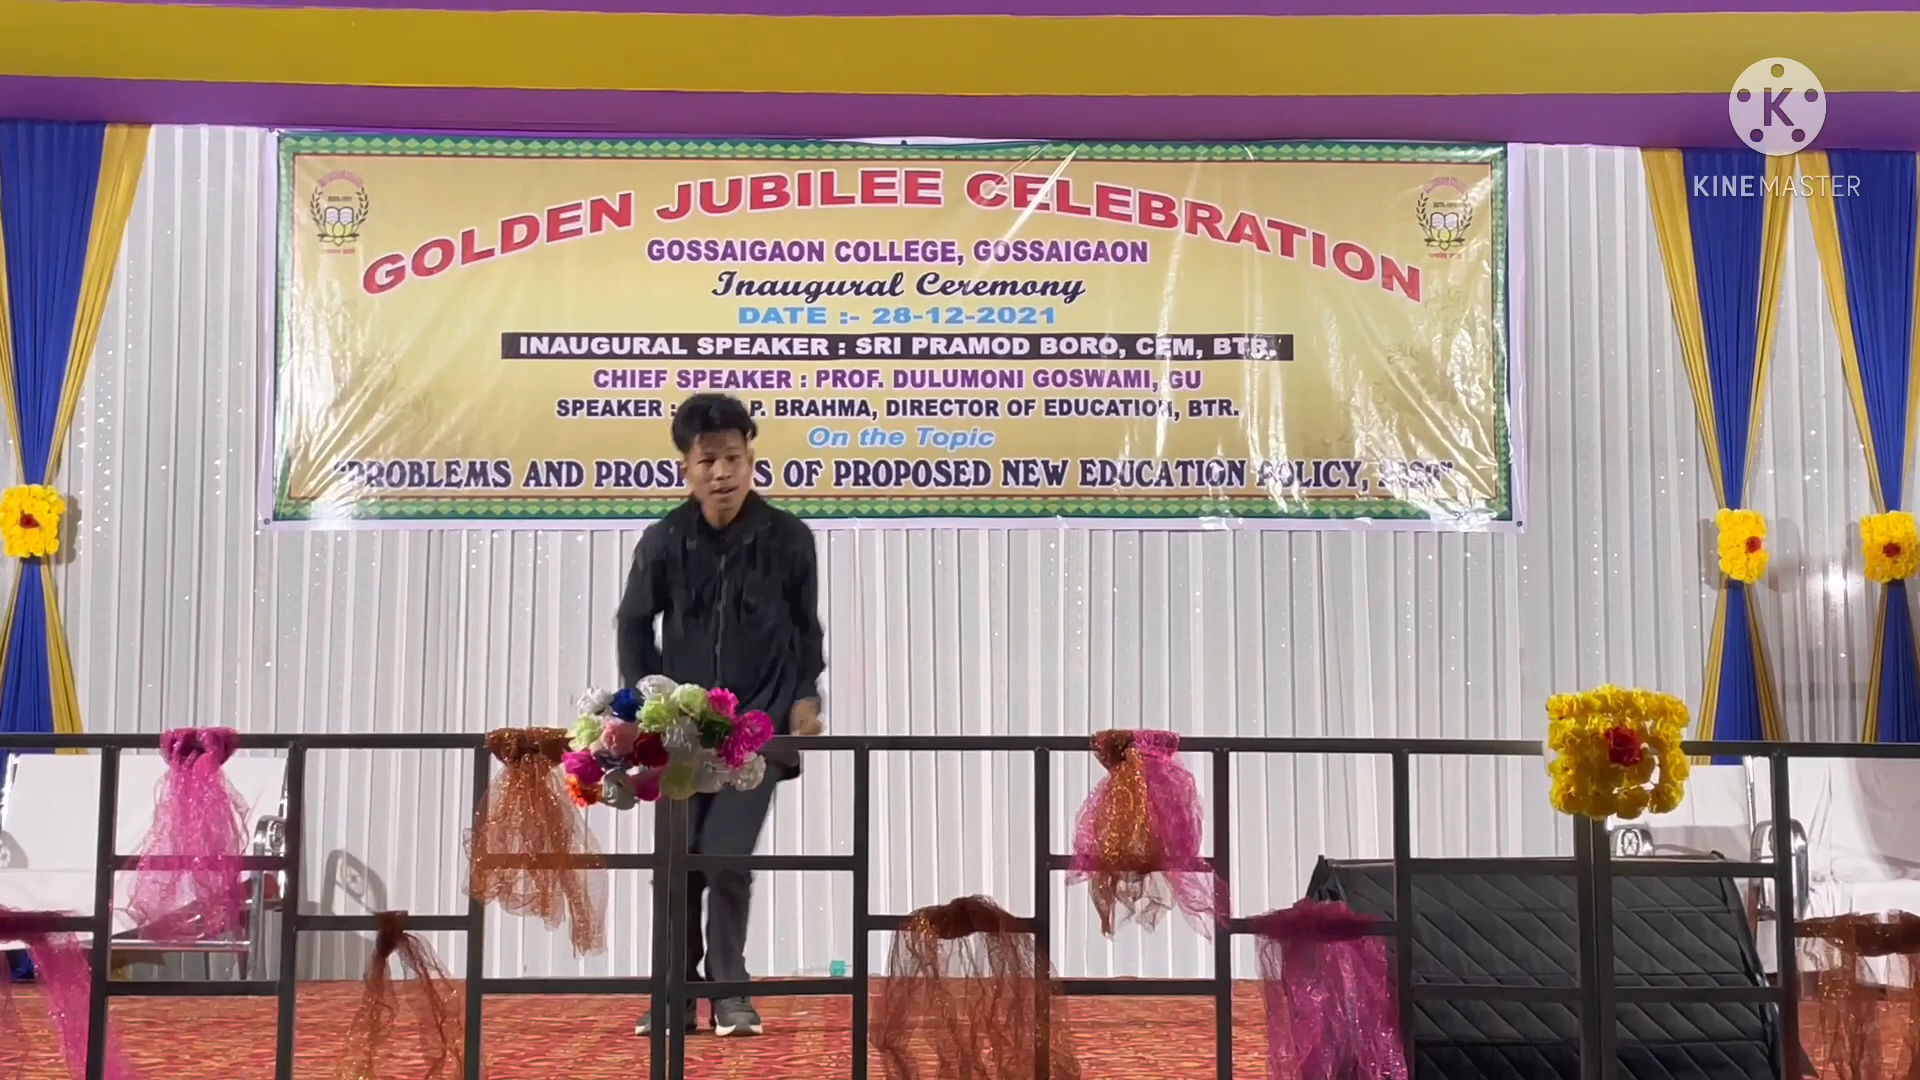 GOLDEN JUBILEE CELEBRATION
GOSSAIGAON COLLEGE, GOSSAIGAON
Inaugural Ceremony
DATE :- 28-12-2021
INAUGURAL SPEAKER : SRI PRAMOD BORO, CEM, BTR.
CHIEF SPEAKER : PROF. DULUMONI GOSWAMI, GU
SPEAKER : P. BRAHMA, DIRECTOR OF EDUCATION, BTR.
On the Topic
"PROBLEMS AND OF PROPOSED NEW EDUCATION POLICY,
K
KINEMASTER